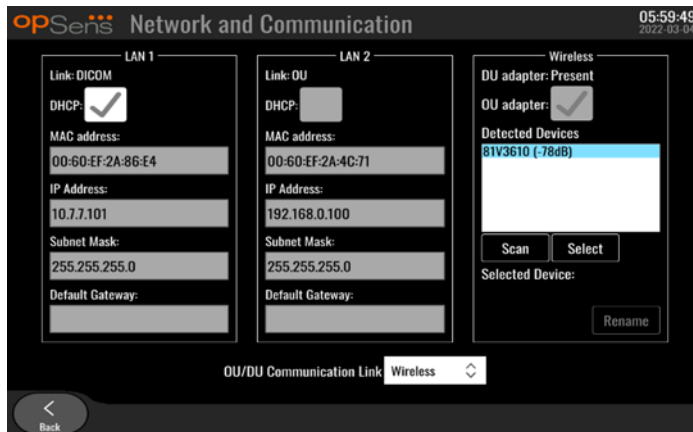 opSens Network and Communication
05:59:49
2022-03-04
LAN 1
Link: DICOM
DHCP:
MAC address:
00:60:EF:2A:86:E4
IP Address:
10.7.7.101
Subnet Mask:
255.255.255.0
Default Gateway:
LAN 2
Link: OU
DHCP:
MAC address:
00:60:EF:2A:4C:71
IP Address:
192.168.0.100
Subnet Mask:
255.255.255.0
Default Gateway:
Wireless
DU adapter: Present
OU adapter:
Detected Devices
81V3610 (-78dB)
Scan Select
Selected Device:
Rename
OU/DU Communication Link Wireless
Back